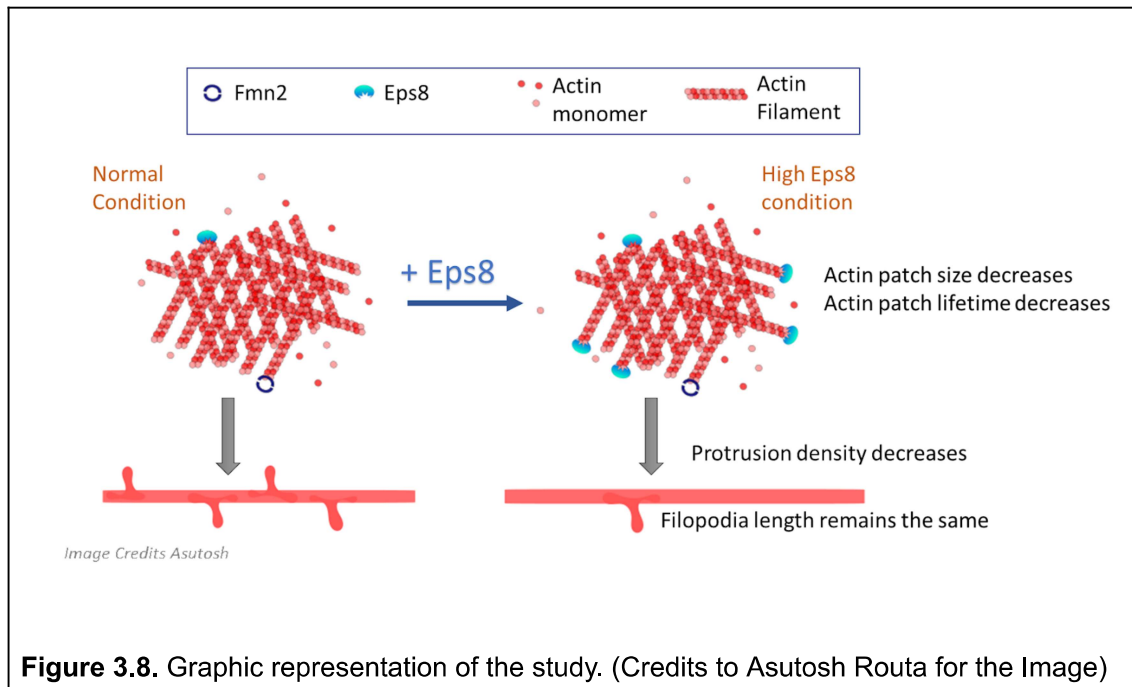 Fmn2
Eps8
Actin
monomer
Actin
Filament
Normal
Condition
High Eps8
condition
+ Eps8
Actin patch size decreases
Actin patch lifetime decreases
Protrusion density decreases
Filopodia length remains the same
Image Credits Asutosh
Figure 3.8. Graphic representation of the study. (Credits to Asutosh Routa for the Image)